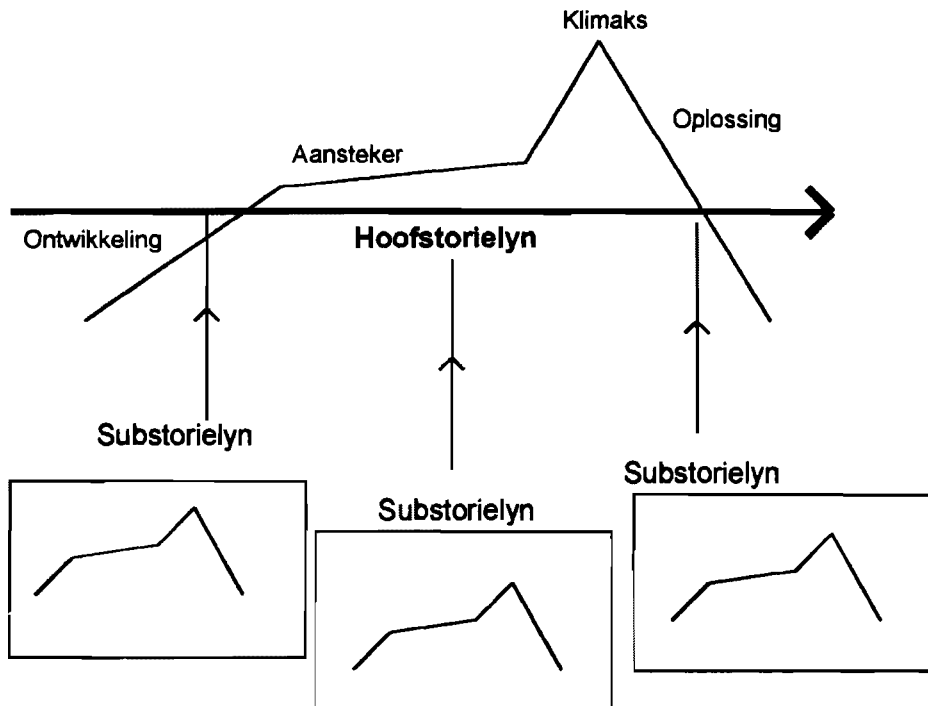 Klimaks
Oplossing
Aansteker
Ontwikkeling
Hoofstorielyn
Substorielyn
Substorielyn
Substorielyn